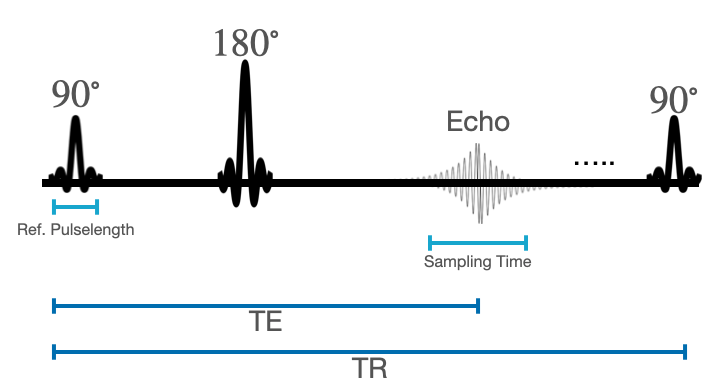 90°
180°
90°
Echo
.....
Ref. Pulselength
Sampling Time
TE
TR